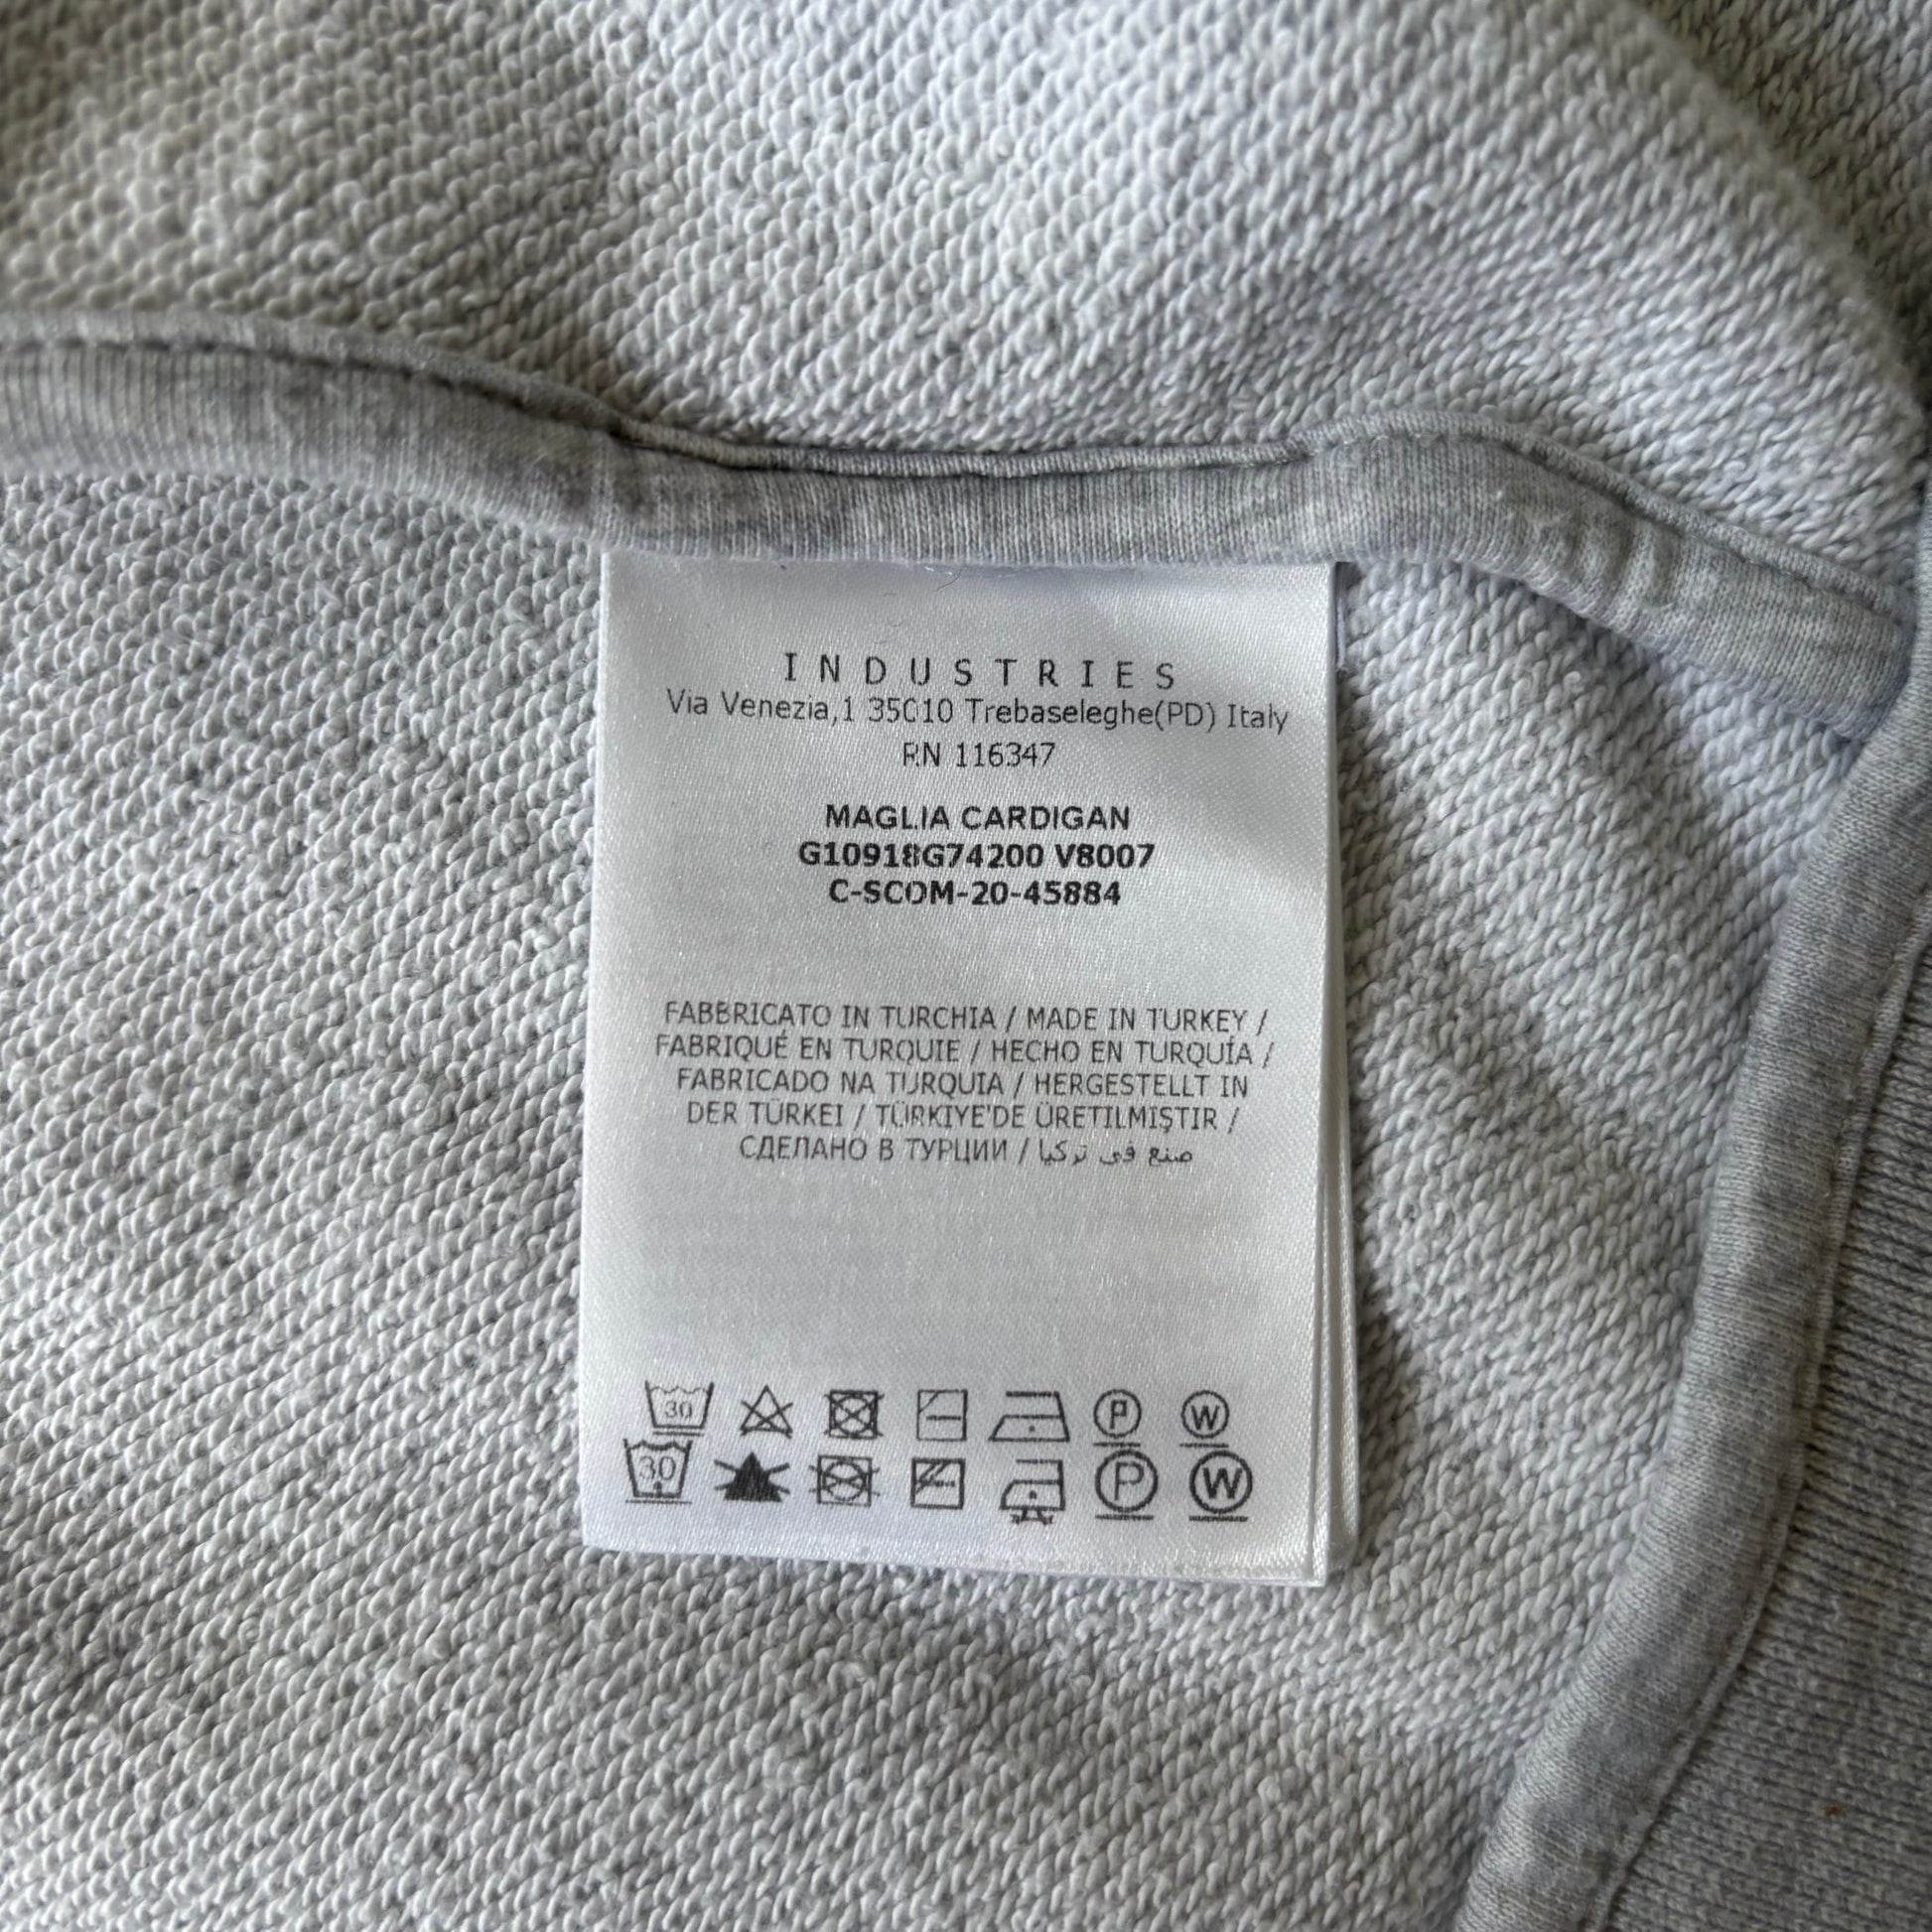 INDUSTRIES
Via Venezia,1 35010 Trebaseleghe(PD) Italy
RN 116347
MAGLIA CARDIGAN
G10918G74200 V8007
C-SCOM-20-45884
FABBRICATO IN TURCHIA / MADE IN TURKEY /
FABRIQUÉ EN TURQUIE / HECHO EN TURQUÍA /
FABRICADO NA TURQUIA / HERGESTELLT IN
DER TÜRKEI / TÜRKIYE'DE ÜRETILMIŞTIR /
СДЕЛАНО В ТУРЦИИ / صنع في تركيا
30 P W
30 P W